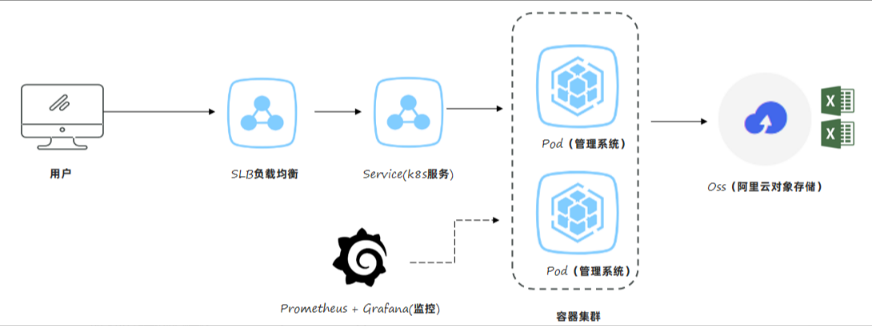 用户
SLB负载均衡
Service(k8s服务)
Pod（管理系统）
Pod（管理系统）
容器集群
Oss（阿里云对象存储）
X
X
Prometheus + Grafana(监控)